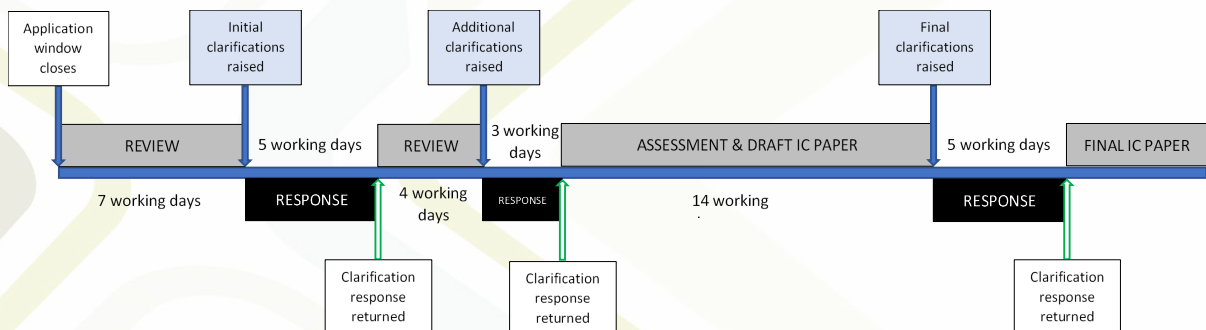 Application
window
closes
Initial
clarifications
raised
Additional
clarifications
raised
Final
clarifications
raised
REVIEW
5 working days
REVIEW
3 working
days
ASSESSMENT & DRAFT IC PAPER
5 working days
FINAL IC PAPER
7 working days
RESPONSE
4 working
days
RESPONSE
14 working
RESPONSE
Clarification
response
returned
Clarification
response
returned
Clarification
response
returned